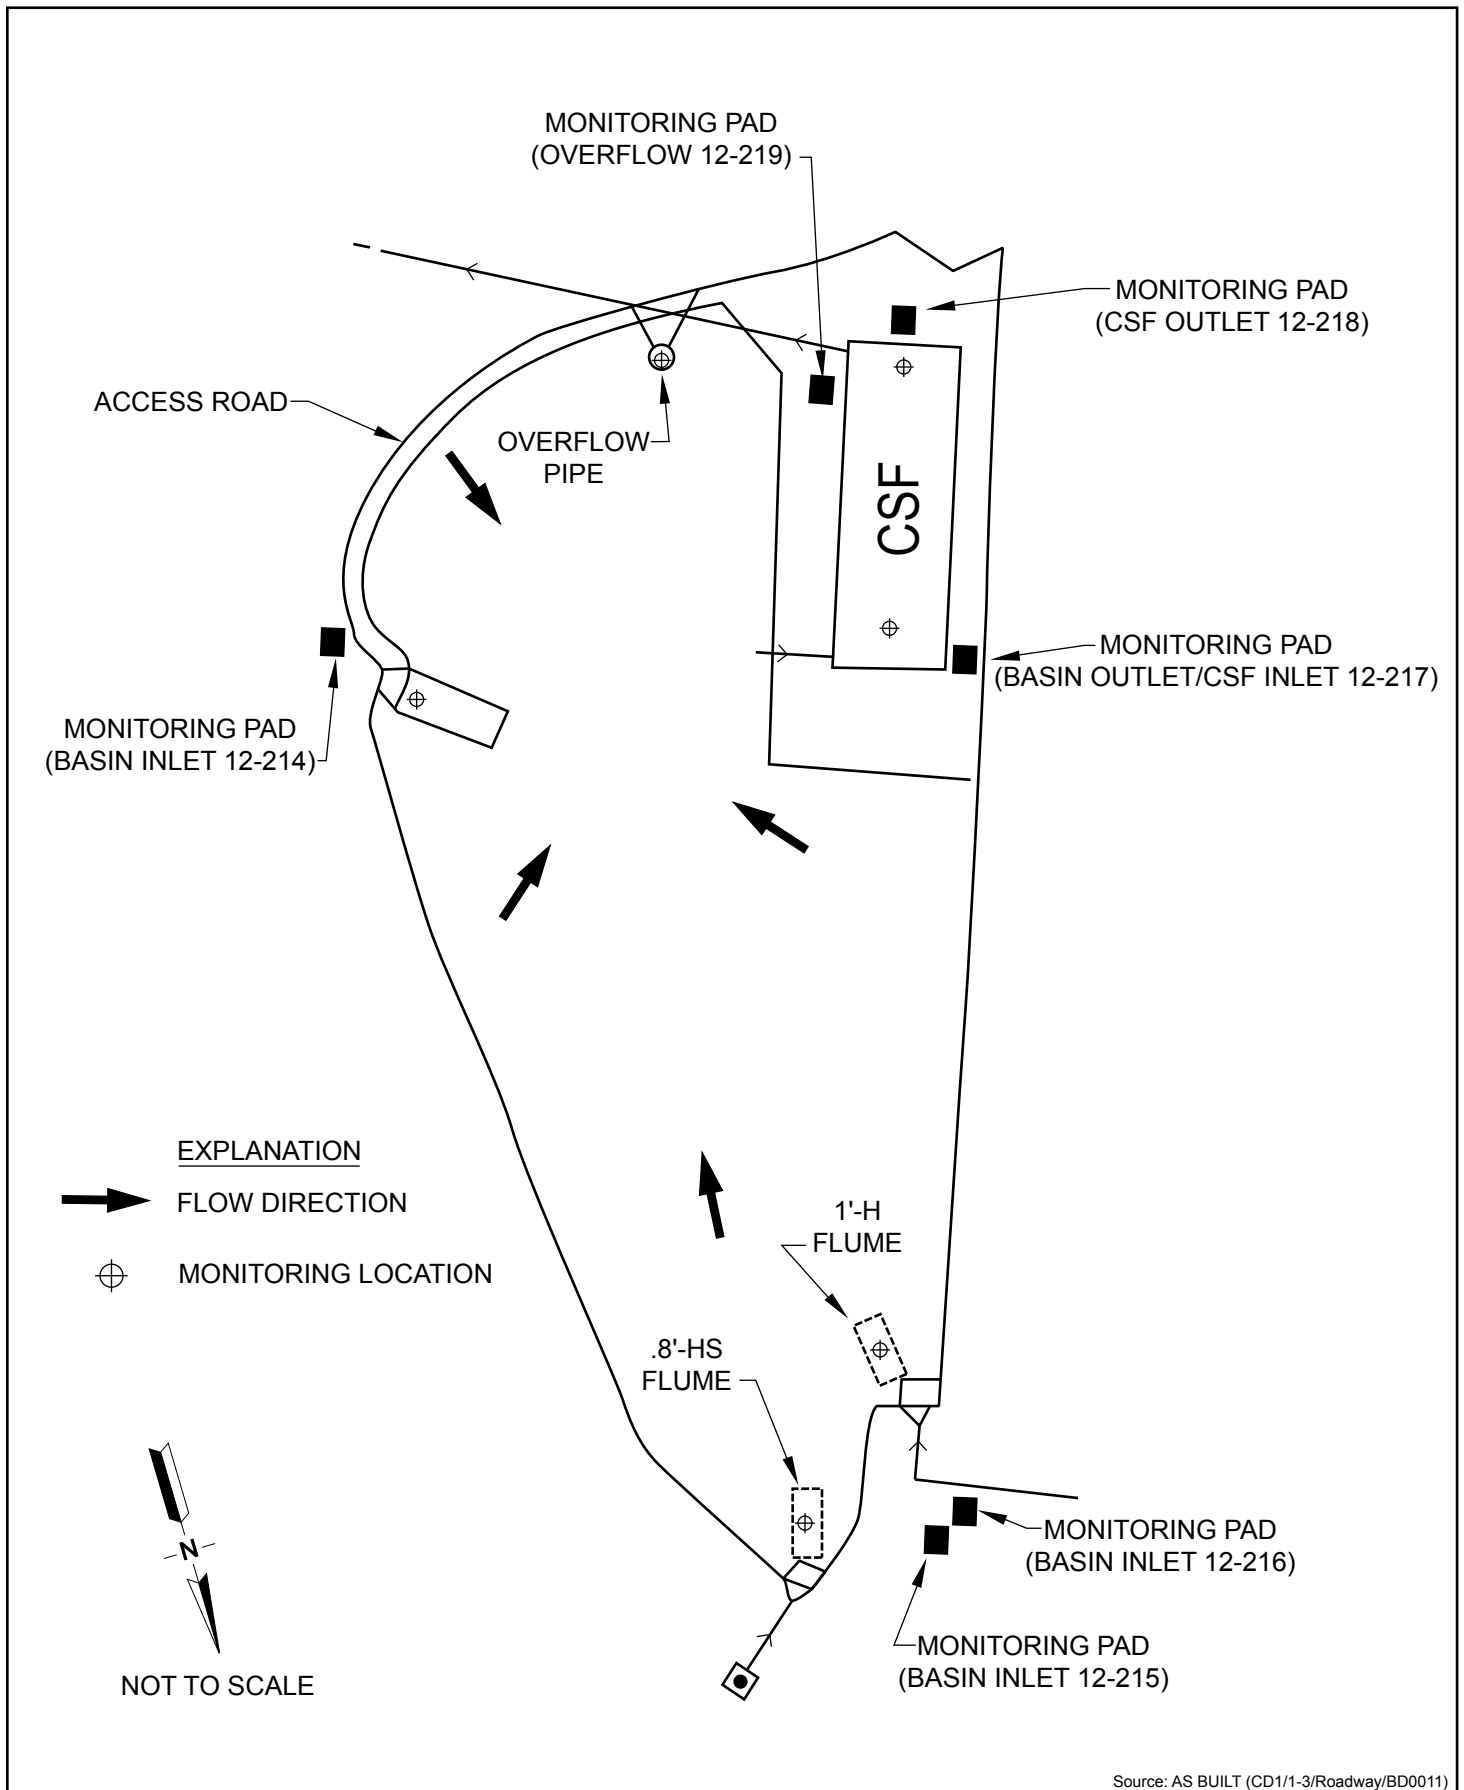 MONITORING PAD
(OVERFLOW 12-219)
MONITORING PAD
(CSF OUTLET 12-218)
ACCESS ROAD
OVERFLOW
PIPE
CSF
MONITORING PAD
(BASIN OUTLET/CSF INLET 12-217)
MONITORING PAD
(BASIN INLET 12-214)
EXPLANATION
FLOW DIRECTION
MONITORING LOCATION
1'-H
FLUME
.8'-HS
FLUME
N
MONITORING PAD
(BASIN INLET 12-216)
MONITORING PAD
(BASIN INLET 12-215)
NOT TO SCALE
Source: AS BUILT (CD1/1-3/Roadway/BD0011)